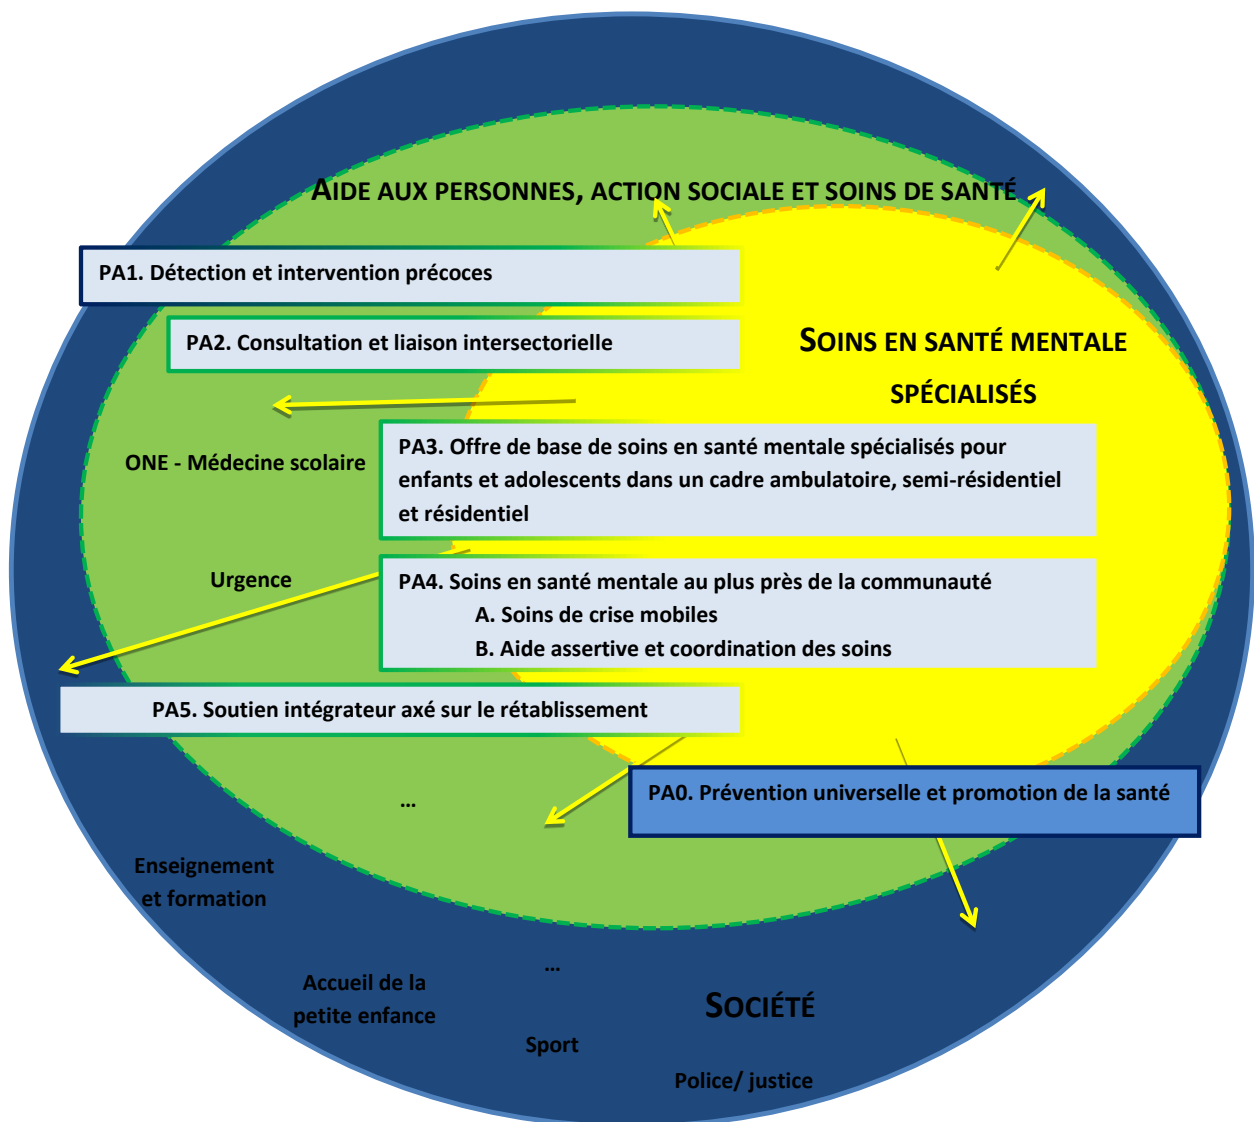 AIDE AUX PERSONNES, ACTION SOCIALE ET SOINS DE SANTÉ
PA1. Détection et intervention précoces
PA2. Consultation et liaison intersectorielle
SOINS EN SANTÉ MENTALE
SPÉCIALISÉS
ONE - Médecine scolaire
PA3. Offre de base de soins en santé mentale spécialisés pour
enfants et adolescents dans un cadre ambulatoire, semi-résidentiel
et résidentiel
Urgence
PA4. Soins en santé mentale au plus près de la communauté
A. Soins de crise mobiles
B. Aide assertive et coordination des soins
PA5. Soutien intégrateur axé sur le rétablissement
...
PA0. Prévention universelle et promotion de la santé
Enseignement
et formation
...
Accueil de la
petite enfance
SOCIÉTÉ
Sport
Police/ justice